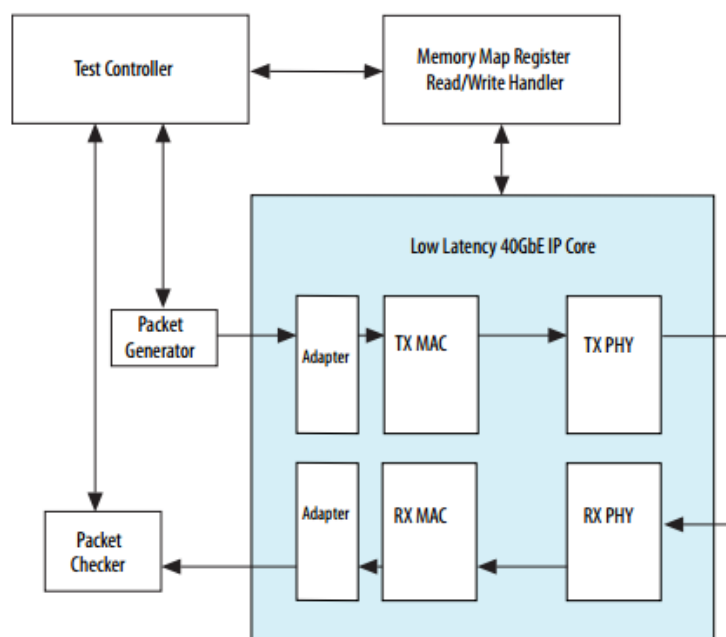 Test Controller
Memory Map Register
Read/Write Handler
Low Latency 40GbE IP Core
Packet
Generator
Adapter
TX MAC
TX PHY
Adapter
RX MAC
RX PHY
Packet
Checker